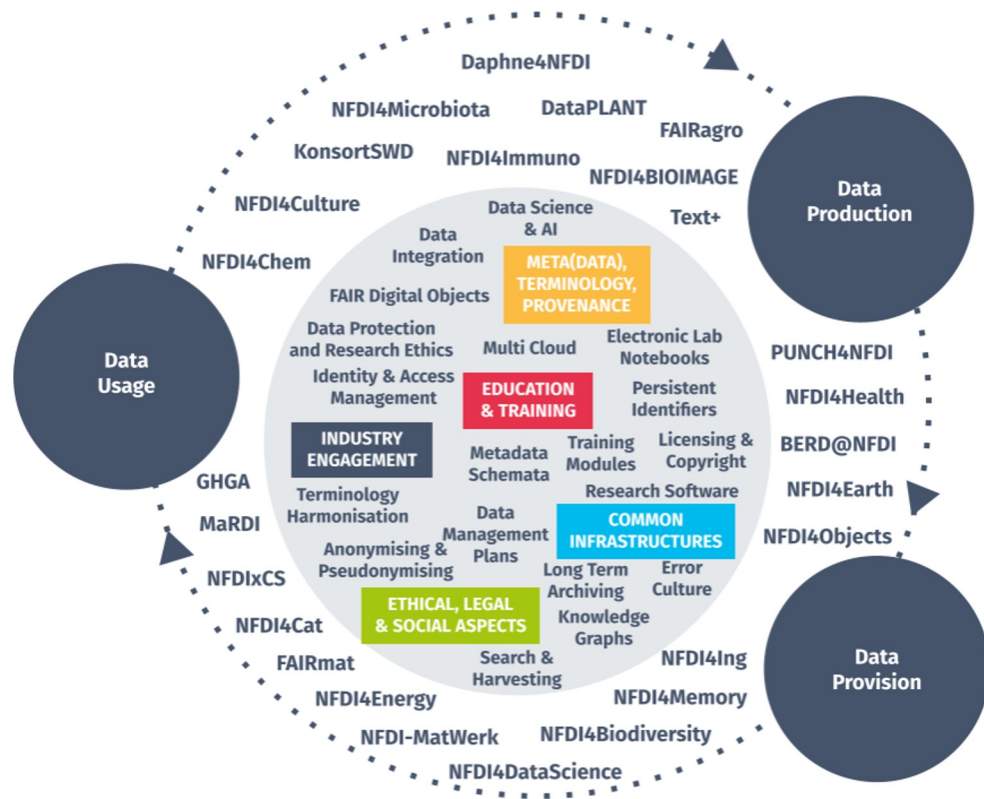 Daphne4NFDI
NFDI4Microbiota
DataPLANT
FAIRagro
KonsortSWD
NFDI4Immuno
NFDI4BIOIMAGE
NFDI4Culture
Text+
NFDI4Chem
Data
Production
Data
Usage
PUNCH4NFDI
NFDI4Health
BERD@NFDI
NFDI4Earth
NFDI4Objects
Data
Provision
GHGA
MaRDI
NFDIxCS
NFDI4Cat
FAIRmat
NFDI4Energy
NFDI-MatWerk
NFDI4DataScience
NFDI4Biodiversity
NFDI4Memory
NFDI4Ing
Data Science
& AI
Data
Integration
META(DATA),
TERMINOLOGY,
PROVENANCE
FAIR Digital Objects
Data Protection
and Research Ethics
Multi Cloud
Electronic Lab
Notebooks
Identity & Access
Management
EDUCATION
& TRAINING
Persistent
Identifiers
INDUSTRY
ENGAGEMENT
Metadata
Schemata
Training
Modules
Licensing &
Copyright
Research Software
Terminology
Harmonisation
Data
Management
Plans
COMMON
INFRASTRUCTURES
Anonymising &
Pseudonymising
Long Term
Archiving
Error
Culture
ETHICAL, LEGAL
& SOCIAL ASPECTS
Knowledge
Graphs
Search &
Harvesting